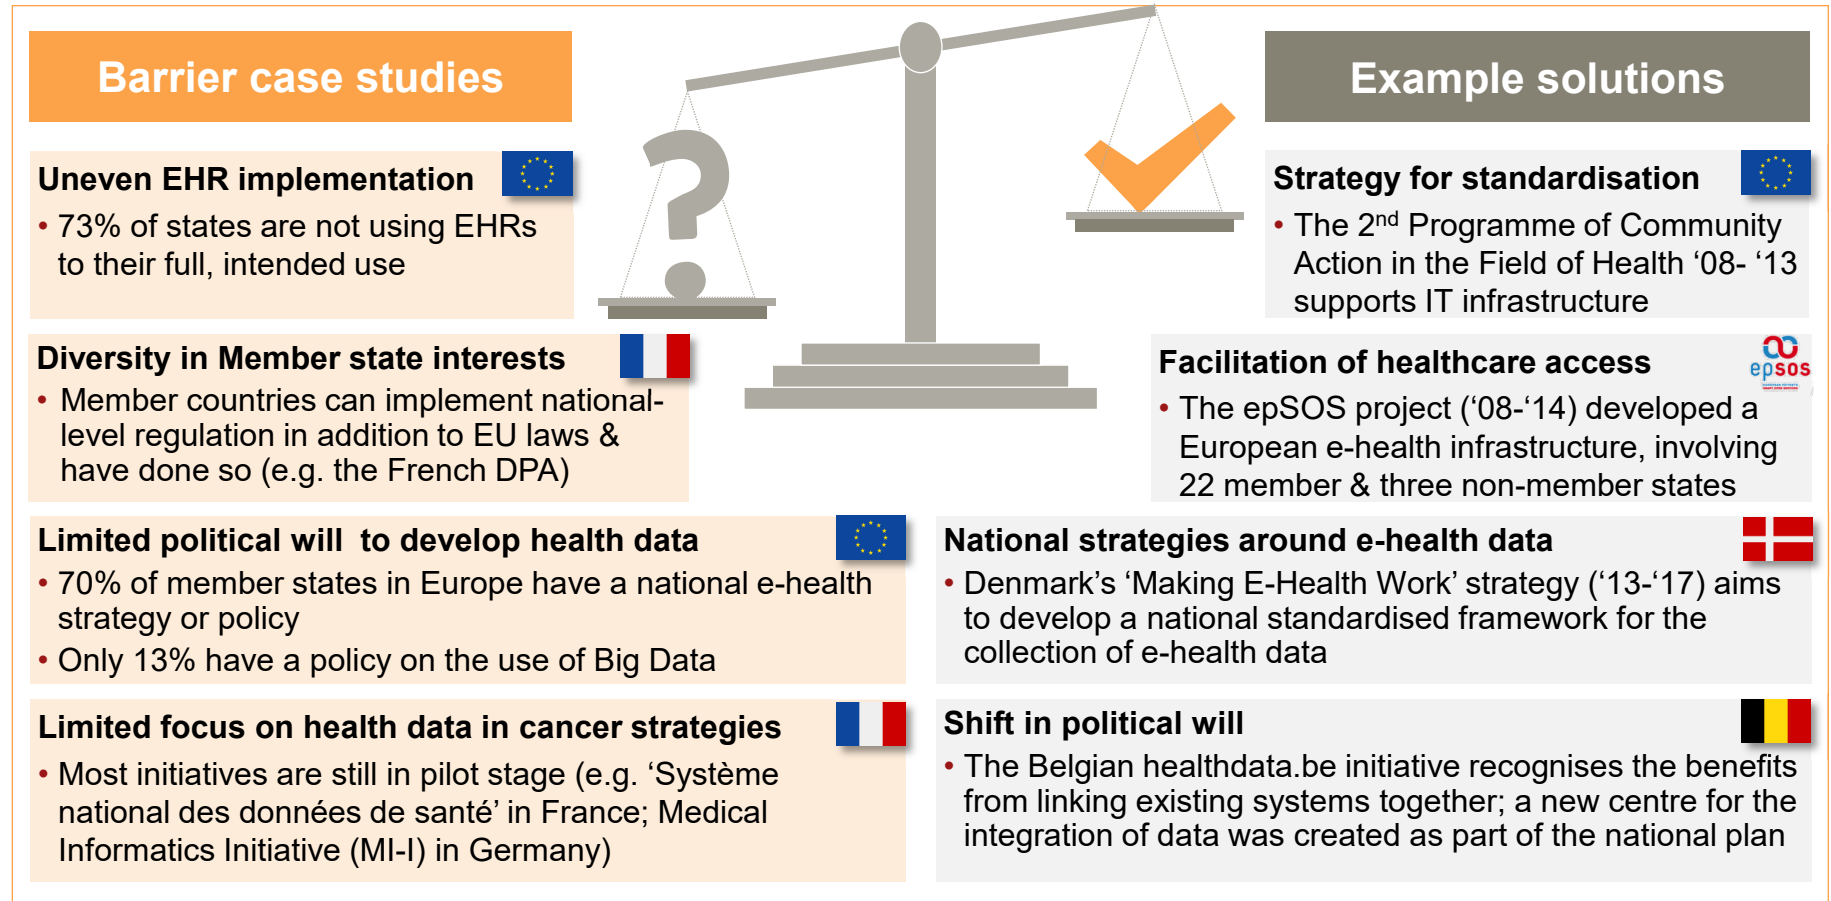 Barrier case studies
Uneven EHR implementation
• 73% of states are not using EHRs
to their full, intended use
Diversity in Member state interests
• Member countries can implement national-
level regulation in addition to EU laws &
have done so (e.g. the French DPA)
Limited political will  to develop health data
• 70% of member states in Europe have a national e-health
strategy or policy
• Only 13% have a policy on the use of Big Data
Limited focus on health data in cancer strategies
• Most initiatives are still in pilot stage (e.g. ‘Système
national des données de santé’ in France; Medical
Informatics Initiative (MI-I) in Germany)
Example solutions
Strategy for standardisation
• The 2nd Programme of Community
Action in the Field of Health ‘08- ‘13
supports IT infrastructure
Facilitation of healthcare access
epsos
• The epSOS project (‘08-‘14) developed a
European e-health infrastructure, involving
22 member & three non-member states
National strategies around e-health data
• Denmark’s ‘Making E-Health Work’ strategy (‘13-‘17) aims
to develop a national standardised framework for the
collection of e-health data
Shift in political will
• The Belgian healthdata.be initiative recognises the benefits
from linking existing systems together; a new centre for the
integration of data was created as part of the national plan